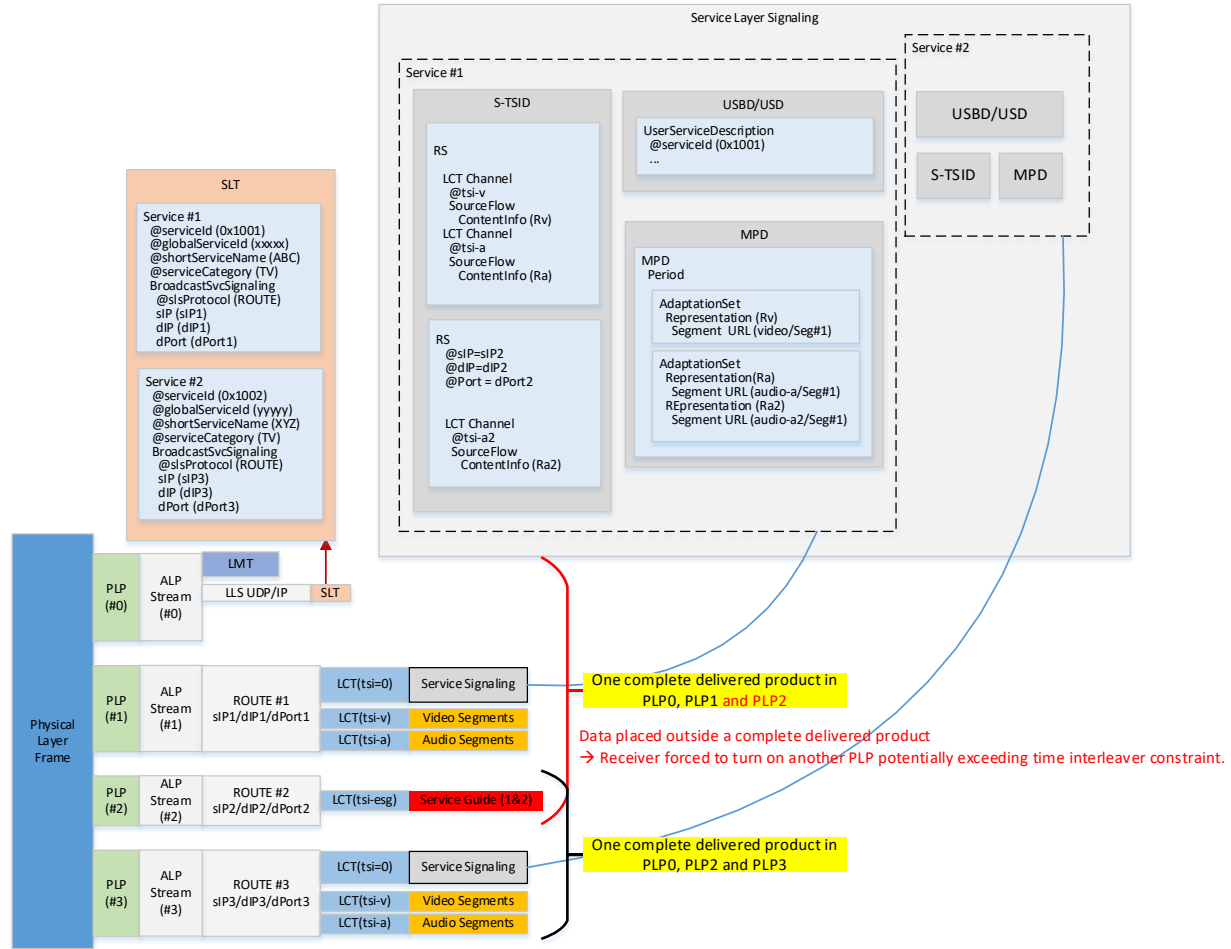 Service Layer Signaling
Service #1
S-TSID
RS
LCT Channel
@tsi-v
SourceFlow
ContentInfo (Rv)
LCT Channel
@tsi-a
SourceFlow
ContentInfo (Ra)
RS
@sIP=sIP2
@dIP=dIP2
@Port = dPort2
LCT Channel
@tsi-a2
SourceFlow
ContentInfo (Ra2)
USBD/USD
UserServiceDescription
@serviceId (0x1001)
...
MPD
MPD
Period
AdaptationSet
Representation (Rv)
Segment URL (video/Seg#1)
AdaptationSet
Representation(Ra)
Segment URL (audio-a/Seg#1)
REpresentation (Ra2)
Segment URL (audio-a2/Seg#1)
Service #2
USBD/USD
S-TSID
MPD
SLT
Service #1
@serviceId (0x1001)
@globalServiceId (xxxxx)
@shortServiceName (ABC)
@serviceCategory (TV)
BroadcastSvcSignaling
@slsProtocol (ROUTE)
sIP (sIP1)
dIP (dIP1)
dPort (dPort1)
Service #2
@serviceId (0x1002)
@globalServiceId (yyyyy)
@shortServiceName (XYZ)
@serviceCategory (TV)
BroadcastSvcSignaling
@slsProtocol (ROUTE)
sIP (sIP3)
dIP (dIP3)
dPort (dPort3)
Physical
Layer
Frame
PLP
(#0)
ALP
Stream
(#0)
LMT
LLS UDP/IP
SLT
PLP
(#1)
ALP
Stream
(#1)
ROUTE #1
sIP1/dIP1/dPort1
LCT(tsi=0)
Service Signaling
LCT(tsi-v)
Video Segments
LCT(tsi-a)
Audio Segments
One complete delivered product in
PLP0, PLP1 and PLP2
Data placed outside a complete delivered product
→ Receiver forced to turn on another PLP potentially exceeding time interleaver constraint.
PLP
(#2)
ALP
Stream
(#2)
ROUTE #2
sIP2/dIP2/dPort2
LCT(tsi-esg)
Service Guide (1&2)
PLP
(#3)
ALP
Stream
(#3)
ROUTE #3
sIP3/dIP3/dPort3
LCT(tsi=0)
Service Signaling
LCT(tsi-v)
Video Segments
LCT(tsi-a)
Audio Segments
One complete delivered product in
PLP0, PLP2 and PLP3